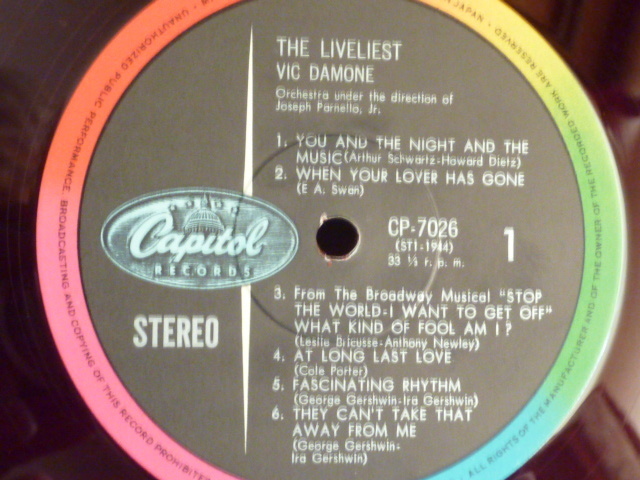 THE LIVELIEST
VIC DAMONE
Orchestra under the direction of
Joseph Parnello, Jr.
1. YOU AND THE NIGHT AND THE
MUSIC (Arthur Schwartz-Howard Dietz)
2. WHEN YOUR LOVER HAS GONE
(E A. Swan)
Capitol
RECORDS
STEREO
CP-7026
(ST1-1944)
33 ⅓ r. p. m.
1
3. From The Broadway Musical "STOP
THE WORLD-I WANT TO GET OFF"
WHAT KIND OF FOOL AM I ?
(Leslie Bricusse-Anthony Newley)
4. AT LONG LAST LOVE
(Cole Porter)
5. FASCINATING RHYTHM
(George Gershwin-Ira Gershwin)
6. THEY CAN'T TAKE THAT
AWAY FROM ME
(George Gershwin-
Ira Gershwin)
ALL RIGHTS OF THE MANUFACTURER AND OF THE OWNER OF THE RECORDED WORK ARE RESERVED
UNAUTHORIZED PUBLIC PERFORMANCE, BROADCASTING AND COPYING OF THIS RECORD PROHIBITED